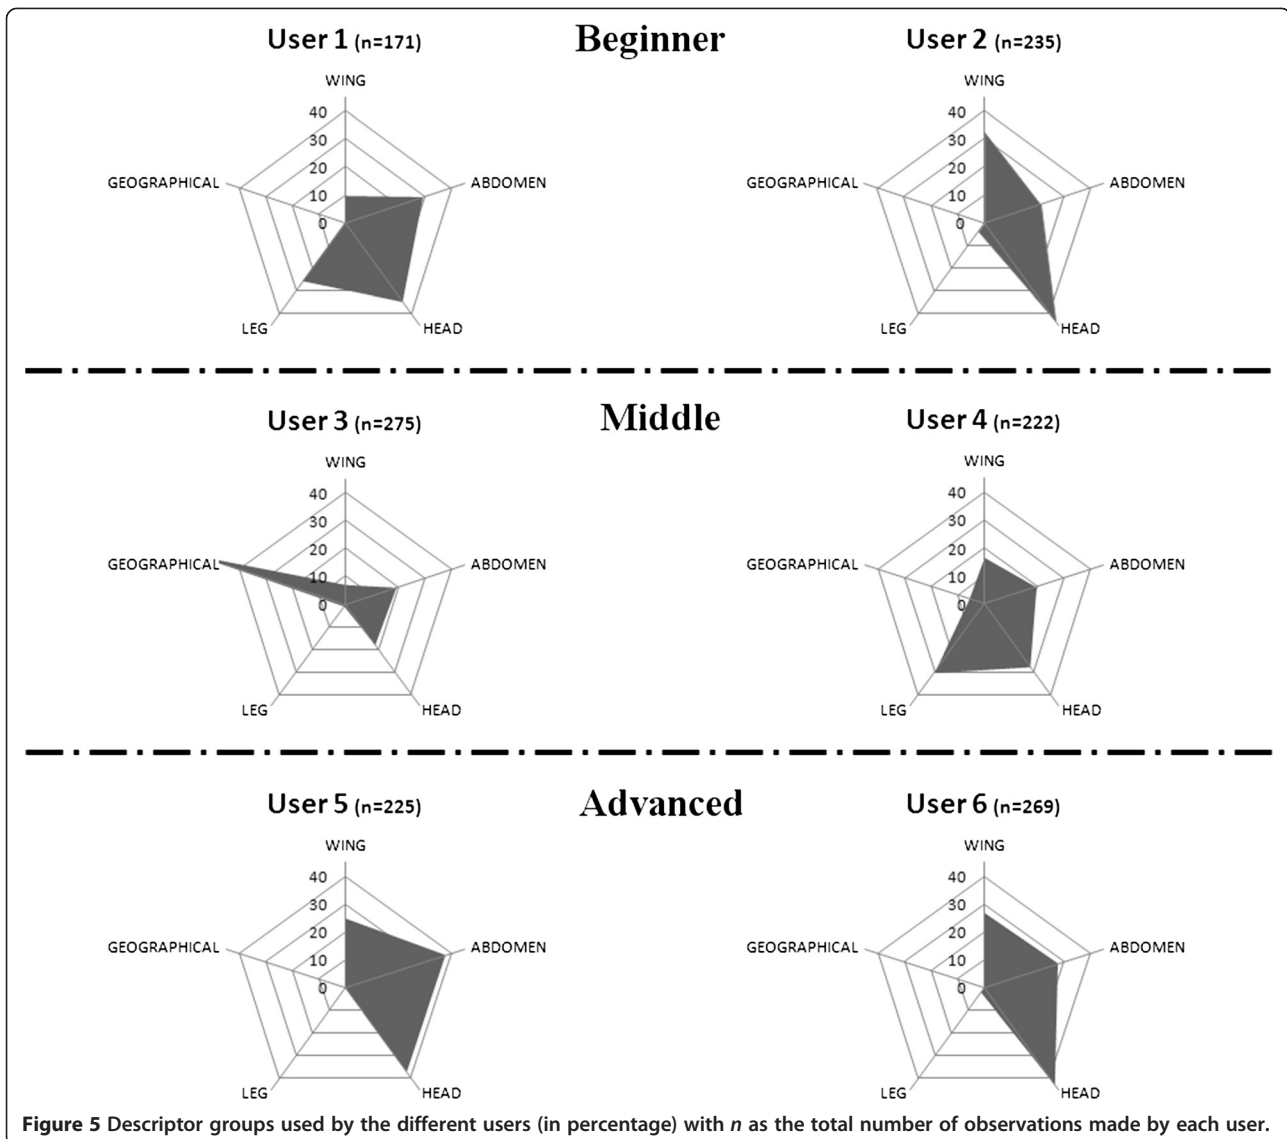 User 1 (n=171)
Beginner
User 2 (n=235)
WING
40
30
20
10
0
GEOGRAPHICAL
ABDOMEN
LEG
HEAD
WING
40
30
20
10
0
GEOGRAPHICAL
ABDOMEN
LEG
HEAD
User 3 (n=275)
Middle
User 4 (n=222)
WING
40
30
20
10
0
GEOGRAPHICAL
ABDOMEN
LEG
HEAD
WING
40
30
20
10
0
GEOGRAPHICAL
ABDOMEN
LEG
HEAD
User 5 (n=225)
Advanced
User 6 (n=269)
WING
40
30
20
10
0
GEOGRAPHICAL
ABDOMEN
LEG
HEAD
WING
40
30
20
10
0
GEOGRAPHICAL
ABDOMEN
LEG
HEAD
Figure 5 Descriptor groups used by the different users (in percentage) with n as the total number of observations made by each user.